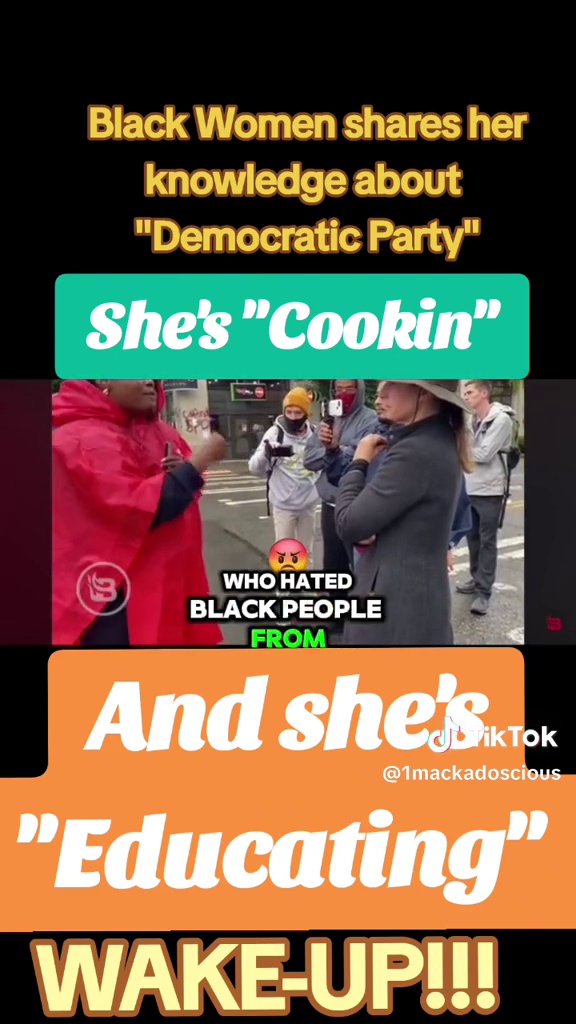 Black Women shares her
knowledge about
"Democratic Party"
She's "Cookin"
WHO HATED
BLACK PEOPLE
FROM
And she's
TikTok
@1mackadoscious
"Educating"
WAKE-UP!!!